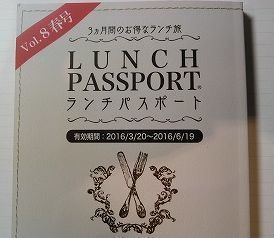 Vol.8 春号
3ヵ月間のお得なランチ旅
LUNCH
PASSPORT®
ランチパスポート
有効期間：2016/3/20～2016/6/19